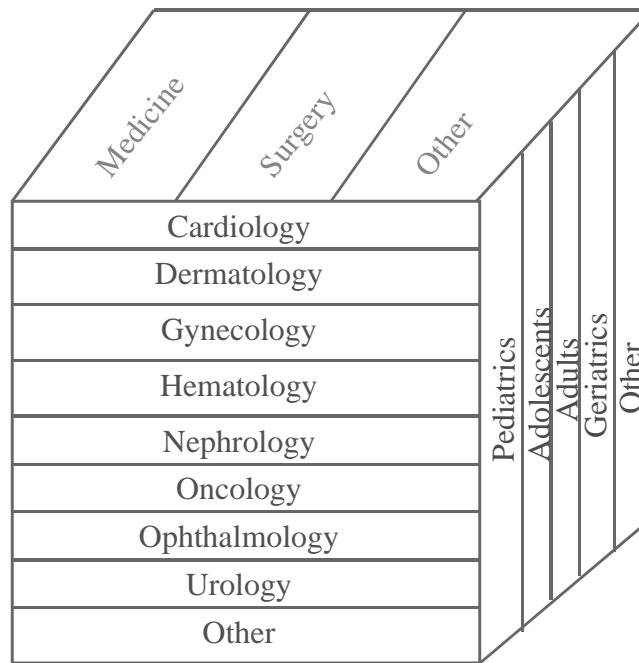 Medicine
Surgery
Other
Cardiology
Dermatology
Gynecology
Hematology
Nephrology
Oncology
Ophthalmology
Urology
Other
Pediatrics
Adolescents
Adults
Geriatrics
Other